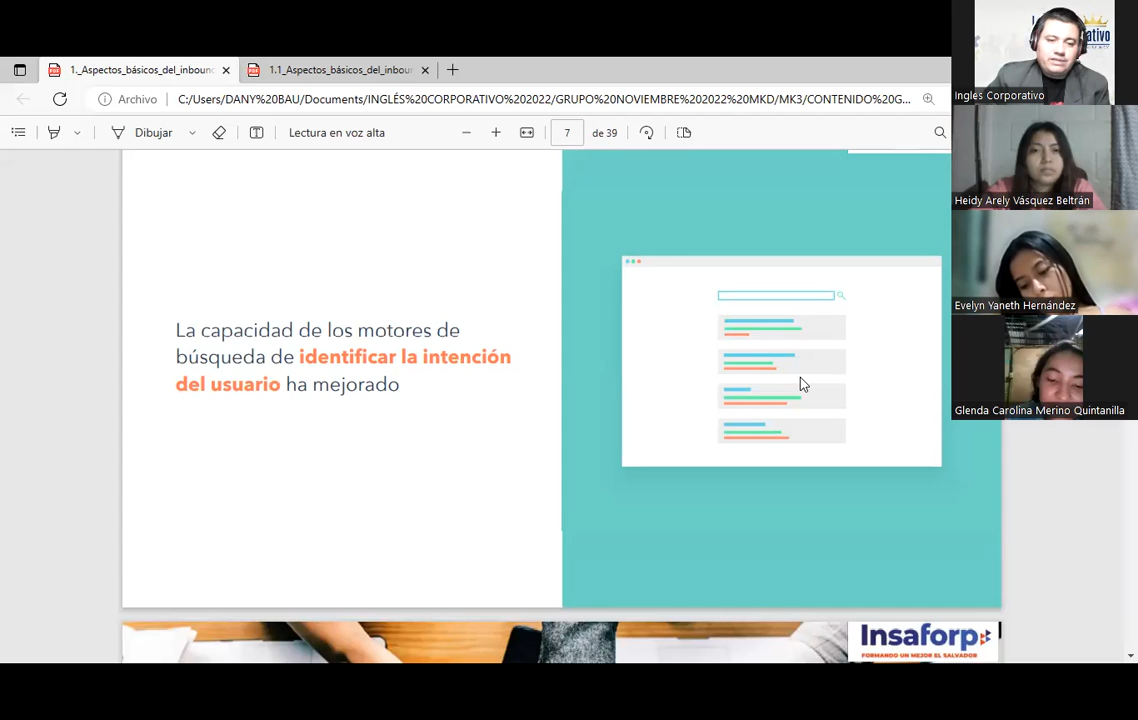 1._Aspectos_básicos_del_inbound
1.1_Aspectos_básicos_del_inbour
Archivo
C:/Users/DANY%20BAU/Documents/INGLÉS%20CORPORATIVO%202022/GRUPO%20NOVIEMBRE%202022%20MKD/MK3/CONTENIDO%20G...
Dibujar
Lectura en voz alta
7
de 39
La capacidad de los motores de
búsqueda de identificar la intención
del usuario ha mejorado
Insaforp
FORMANDO UN MEJOR EL SALVADOR
Ingles Corporativo
Heidy Arely Vásquez Beltrán
Evelyn Yaneth Hernández
Glenda Carolina Merino Quintanilla